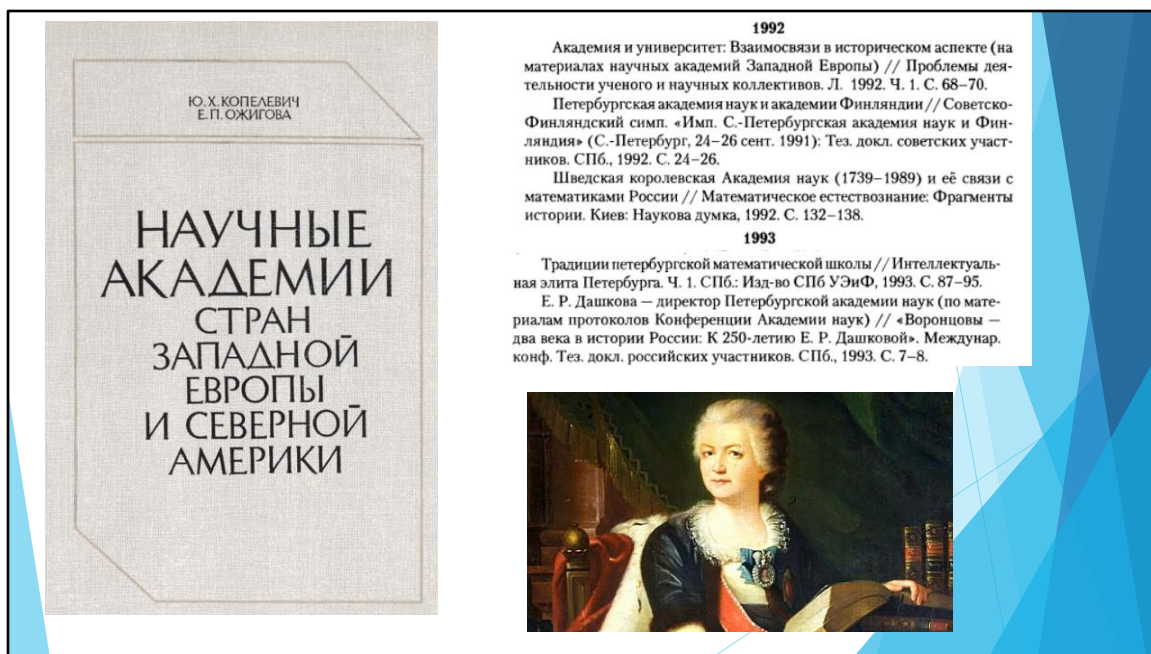 Ю. Х. КОПЕЛЕВИЧ
Е. П. ОЖИГОВА
НАУЧНЫЕ
АКАДЕМИИ
СТРАН
ЗАПАДНОЙ
ЕВРОПЫ
И СЕВЕРНОЙ
АМЕРИКИ
1992
Академия и университет: Взаимосвязи в историческом аспекте (на
материалах научных академий Западной Европы) // Проблемы дея-
тельности ученого и научных коллективов. Л. 1992. Ч. 1. С. 68–70.
Петербургская академия наук и академии Финляндии // Советско-
Финляндский симп. «Имп. С.-Петербургская академия наук и Фин-
ляндия» (С.-Петербург, 24–26 сент. 1991): Тез. докл. советских участ-
ников. СПб., 1992. С. 24–26.
Шведская королевская Академия наук (1739–1989) и её связи с
математиками России // Математическое естествознание: Фрагменты
истории. Киев: Наукова думка, 1992. С. 132–138.
1993
Традиции петербургской математической школы // Интеллектуаль-
ная элита Петербурга. Ч. 1. СПб.: Изд-во СПб УЭиФ, 1993. С. 87–95.
Е. Р. Дашкова — директор Петербургской академии наук (по мате-
риалам протоколов Конференции Академии наук) // «Воронцовы —
два века в истории России: К 250-летию Е. Р. Дашковой». Междунар.
конф. Тез. докл. российских участников. СПб., 1993. С. 7–8.